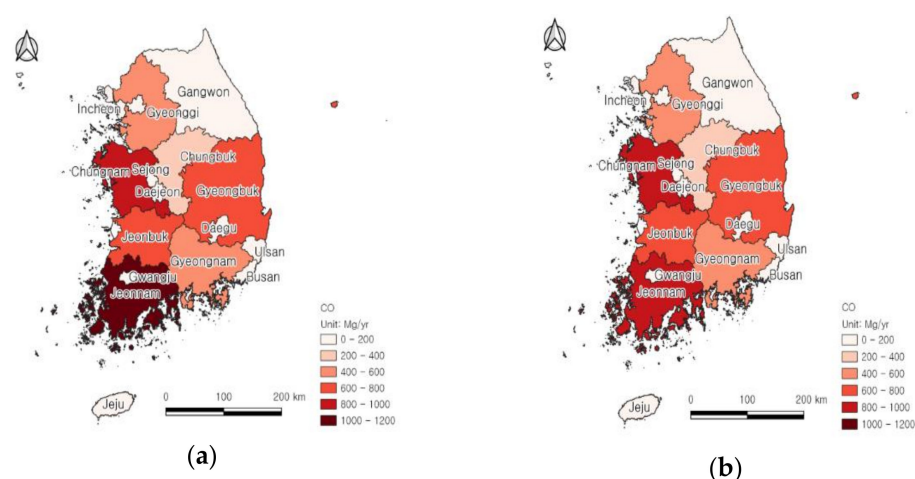 Gangwon
Incheon
Gyeonggi
Chungbuk
Chungnam
Sejong
Daejeon
Gyeongbuk
Daegu
Jeonbuk
Ulsan
Gyeongnam
Gwangju
Busan
Jeonnam
Jeju
CO
Unit: Mg/yr
0 - 200
200 - 400
400 - 600
600 - 800
800 - 1000
1000 - 1200
0 100 200 km
(a)
Gangwon
Incheon
Gyeonggi
Chungbuk
Chungnam
Sejong
Daejeon
Gyeongbuk
Daegu
Jeonbuk
Ulsan
Gyeongnam
Gwangju
Busan
Jeonnam
Jeju
CO
Unit: Mg/yr
0 - 200
200 - 400
400 - 600
600 - 800
800 - 1000
1000 - 1200
0 100 200 km
(b)